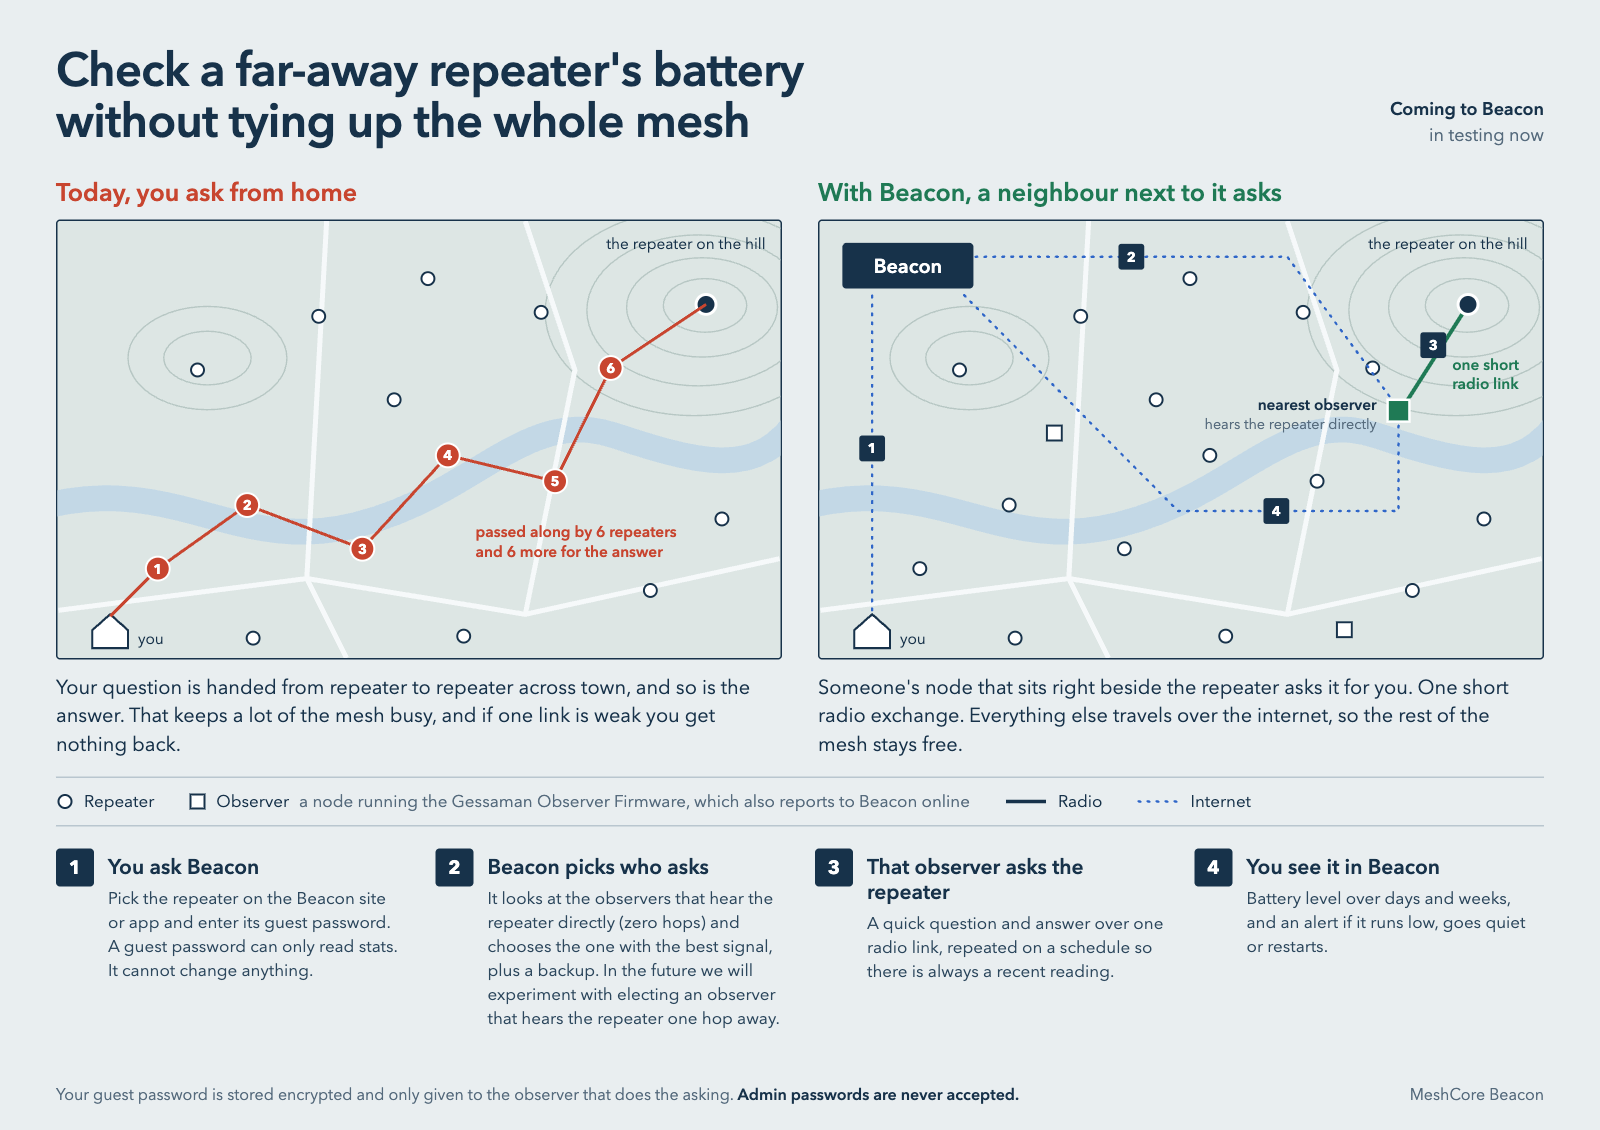 Check a far-away repeater's battery
without tying up the whole mesh
Coming to Beacon
in testing now
Today, you ask from home
the repeater on the hill
6
4
5
2
3
1
passed along by 6 repeaters
and 6 more for the answer
you
Your question is handed from repeater to repeater across town, and so is the
answer. That keeps a lot of the mesh busy, and if one link is weak you get
nothing back.
With Beacon, a neighbour next to it asks
Beacon
2
the repeater on the hill
3
one short
radio link
nearest observer
hears the repeater directly
1
4
you
Someone's node that sits right beside the repeater asks it for you. One short
radio exchange. Everything else travels over the internet, so the rest of the
mesh stays free.
Repeater
Observer a node running the Gessaman Observer Firmware, which also reports to Beacon online
Radio
Internet
1 You ask Beacon
Pick the repeater on the Beacon site
or app and enter its guest password.
A guest password can only read stats.
It cannot change anything.
2 Beacon picks who asks
It looks at the observers that hear the
repeater directly (zero hops) and
chooses the one with the best signal,
plus a backup. In the future we will
experiment with electing an observer
that hears the repeater one hop away.
3 That observer asks the
repeater
A quick question and answer over one
radio link, repeated on a schedule so
there is always a recent reading.
4 You see it in Beacon
Battery level over days and weeks,
and an alert if it runs low, goes quiet
or restarts.
Your guest password is stored encrypted and only given to the observer that does the asking. Admin passwords are never accepted.
MeshCore Beacon